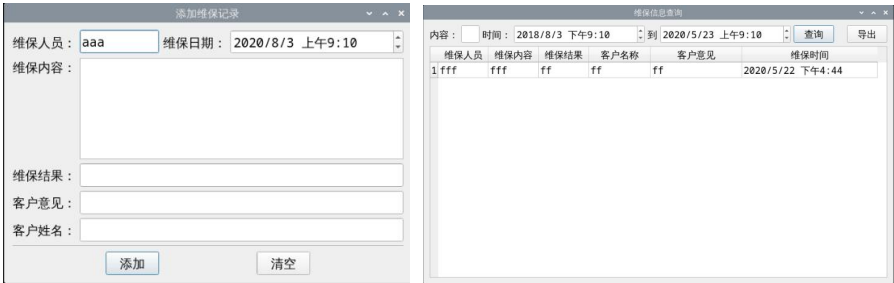 添加维保记录
维保人员： aaa 维保日期： 2020/8/3 上午9:10
维保内容：
维保结果：
客户意见：
客户姓名：
添加 清空
维保信息查询
内容： 时间： 2018/8/3 下午9:10 到 2020/5/23 上午9:10 查询 导出
维保人员 维保内容 维保结果 客户名称 客户意见 维保时间
1 fff fff ff ff ff 2020/5/22 下午4:44